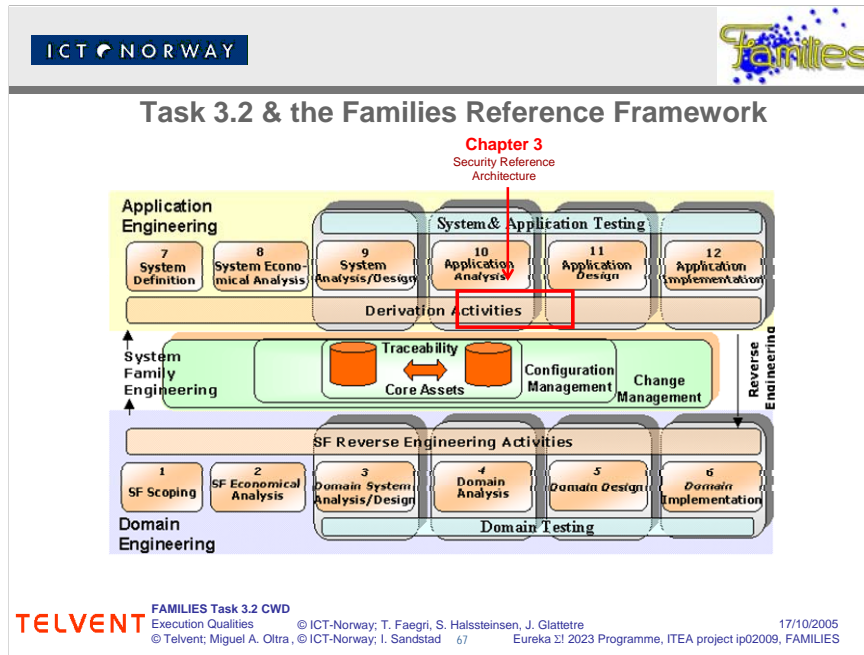 ICT NORWAY
Families
Task 3.2 & the Families Reference Framework
Chapter 3
Security Reference
Architecture
Application
Engineering
System& Application Testing
7
System
Definition
8
System Econo-
mical Analysis
9
System
Analysis/Design
10
Application
Analysis
11
Application
Design
12
Application
Implementation
Derivation Activities
System
Family
Engineering
Traceability
Core Assets
Configuration
Management
Change
Management
Reverse
Engineering
SF Reverse Engineering Activities
1
SF Scoping
2
SF Economical
Analysis
3
Domain System
Analysis/Design
4
Domain
Analysis
5
Domain Design
6
Domain
Implementation
Domain Testing
Domain
Engineering
TELVENT
FAMILIES Task 3.2 CWD
Execution Qualities © ICT-Norway; T. Faegri, S. Halssteinsen, J. Glattetre 17/10/2005
© Telvent; Miguel A. Oltra , © ICT-Norway; I. Sandstad 67 Eureka Σ! 2023 Programme, ITEA project ip02009, FAMILIES